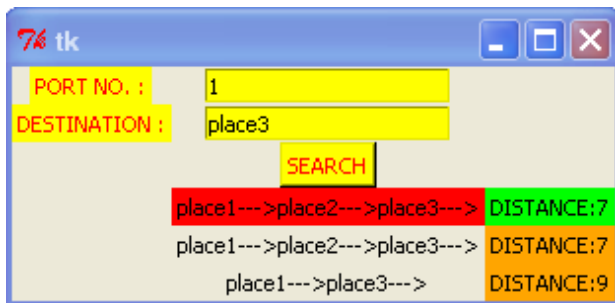 tk
PORT NO. : 1
DESTINATION : place3
SEARCH
place1--->place2--->place3---> DISTANCE:7
place1--->place2--->place3---> DISTANCE:7
place1--->place3---> DISTANCE:9